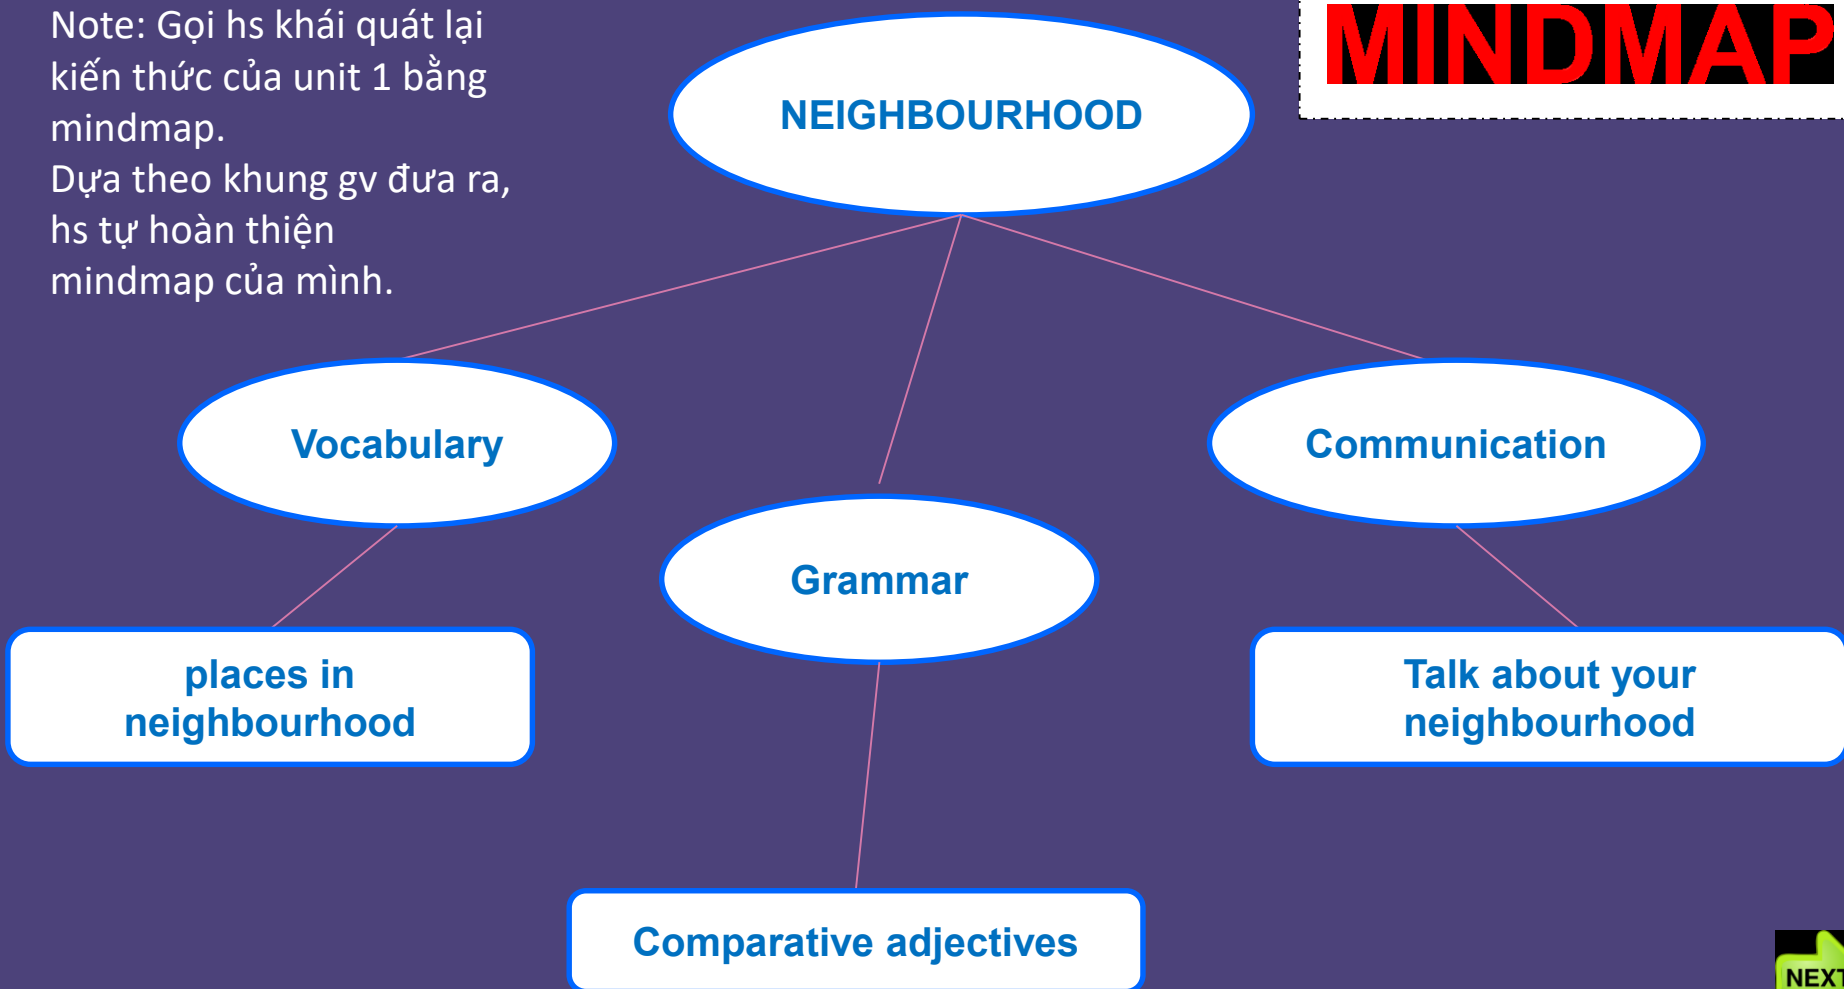 Note: Gọi hs khái quát lại
kiến thức của unit 1 bằng
mindmap.
Dựa theo khung gv đưa ra,
hs tự hoàn thiện
mindmap của mình.
MINDMAP
NEIGHBOURHOOD
Vocabulary
Communication
Grammar
places in
neighbourhood
Talk about your
neighbourhood
Comparative adjectives
NEXT